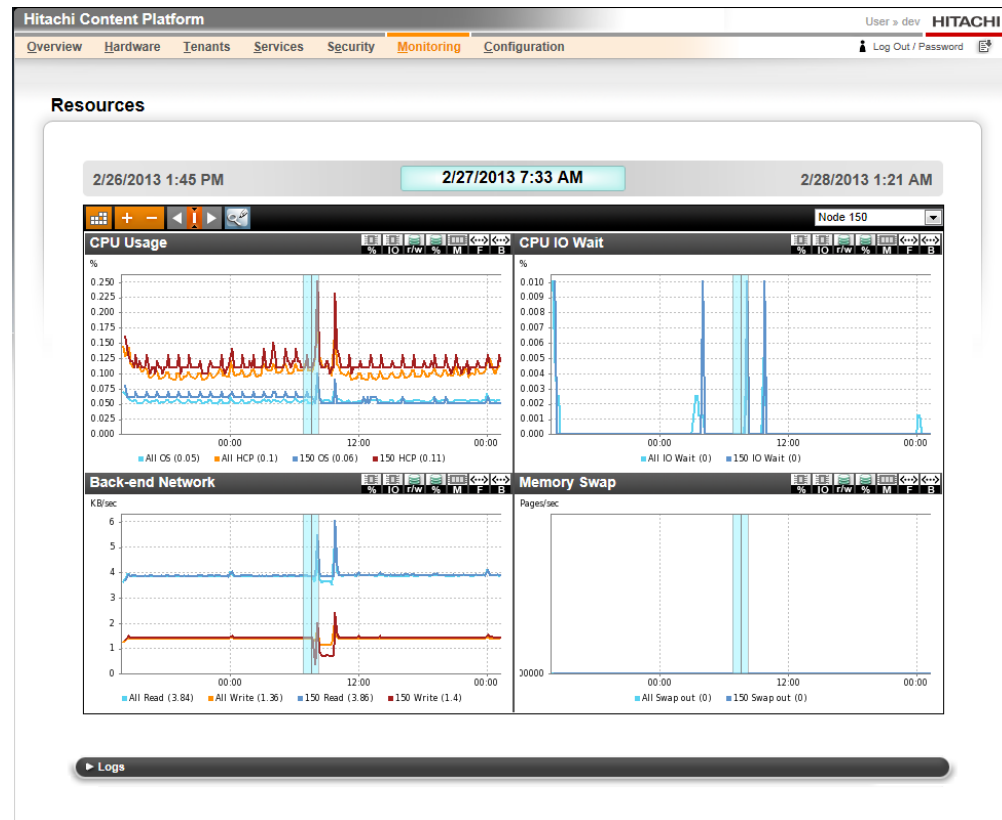 Hitachi Content Platform
User » dev HITACHI
Overview Hardware Tenants Services Security Monitoring Configuration
Log Out / Password
Resources
2/26/2013 1:45 PM 2/27/2013 7:33 AM 2/28/2013 1:21 AM
+ − Node 150
CPU Usage % IO r/w % M F B
%
0.250
0.225
0.200
0.175
0.150
0.125
0.100
0.075
0.050
0.025
0.000
00:00 12:00 00:00
All OS (0.05) All HCP (0.1) 150 OS (0.06) 150 HCP (0.11)
CPU IO Wait % IO r/w % M F B
%
0.010
0.009
0.008
0.007
0.006
0.005
0.004
0.003
0.002
0.001
0.000
00:00 12:00 00:00
All IO Wait (0) 150 IO Wait (0)
Back-end Network % IO r/w % M F B
KB/sec
6
5
4
3
2
1
0
00:00 12:00 00:00
All Read (3.84) All Write (1.36) 150 Read (3.86) 150 Write (1.4)
Memory Swap % IO r/w % M F B
Pages/sec
00000
00:00 12:00 00:00
All Swap out (0) 150 Swap out (0)
Logs